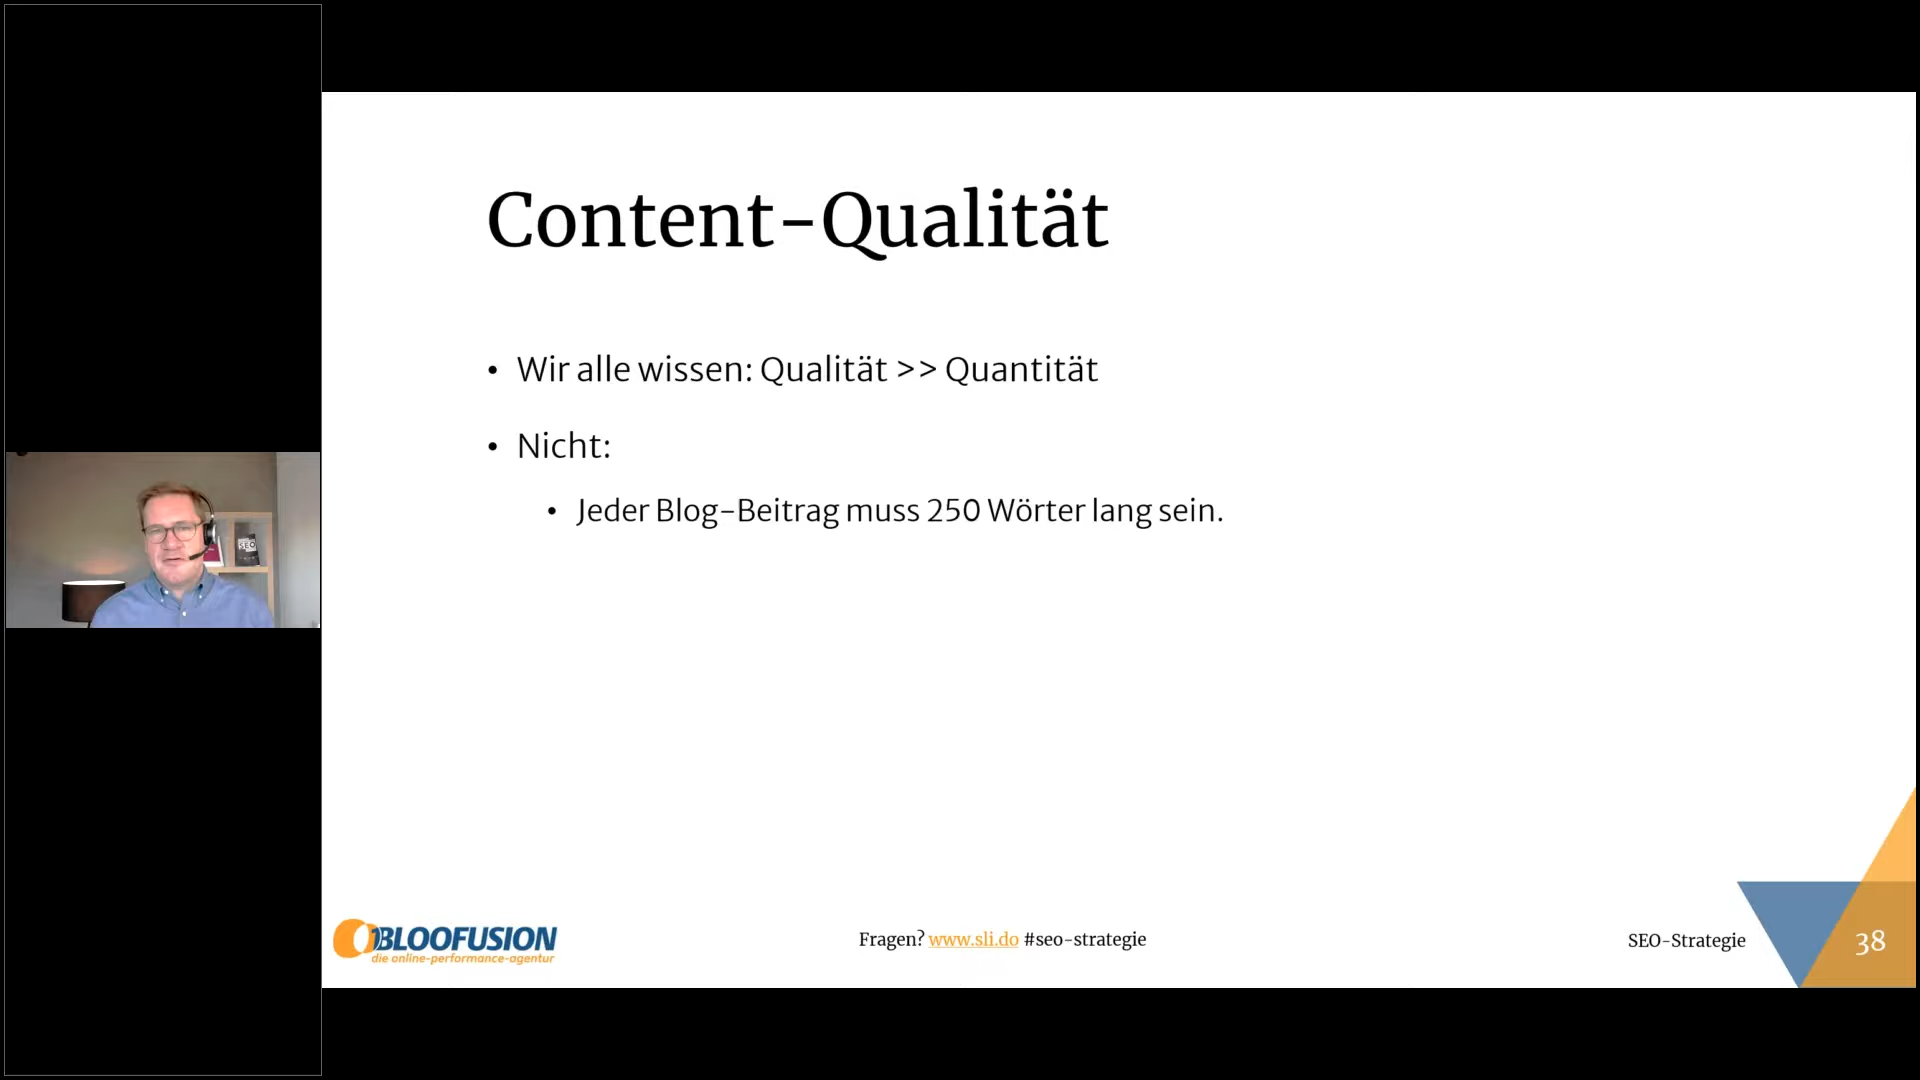 Content-Qualität
• Wir alle wissen: Qualität >> Quantität
• Nicht:
• Jeder Blog-Beitrag muss 250 Wörter lang sein.
SEO
BLOOFUSION
die online-performance-agentur
Fragen? www.sli.do #seo-strategie
SEO-Strategie
38